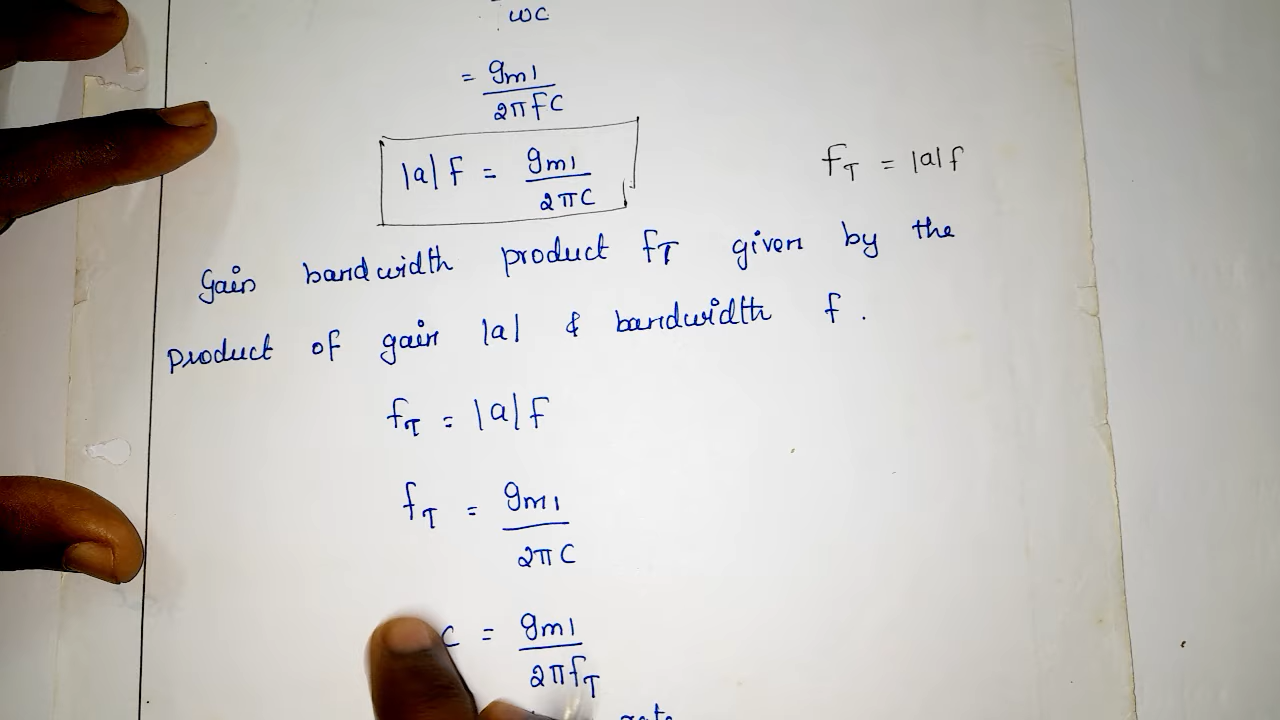 ωc
= gm1/2πfC
|a| f = gm1/2πC
fT = |a| f
Gain bandwidth product fT given by the
product of gain |a| & bandwidth f.
fT = |a| f
fT = gm1/2πC
C = gm1/2πfT
rate